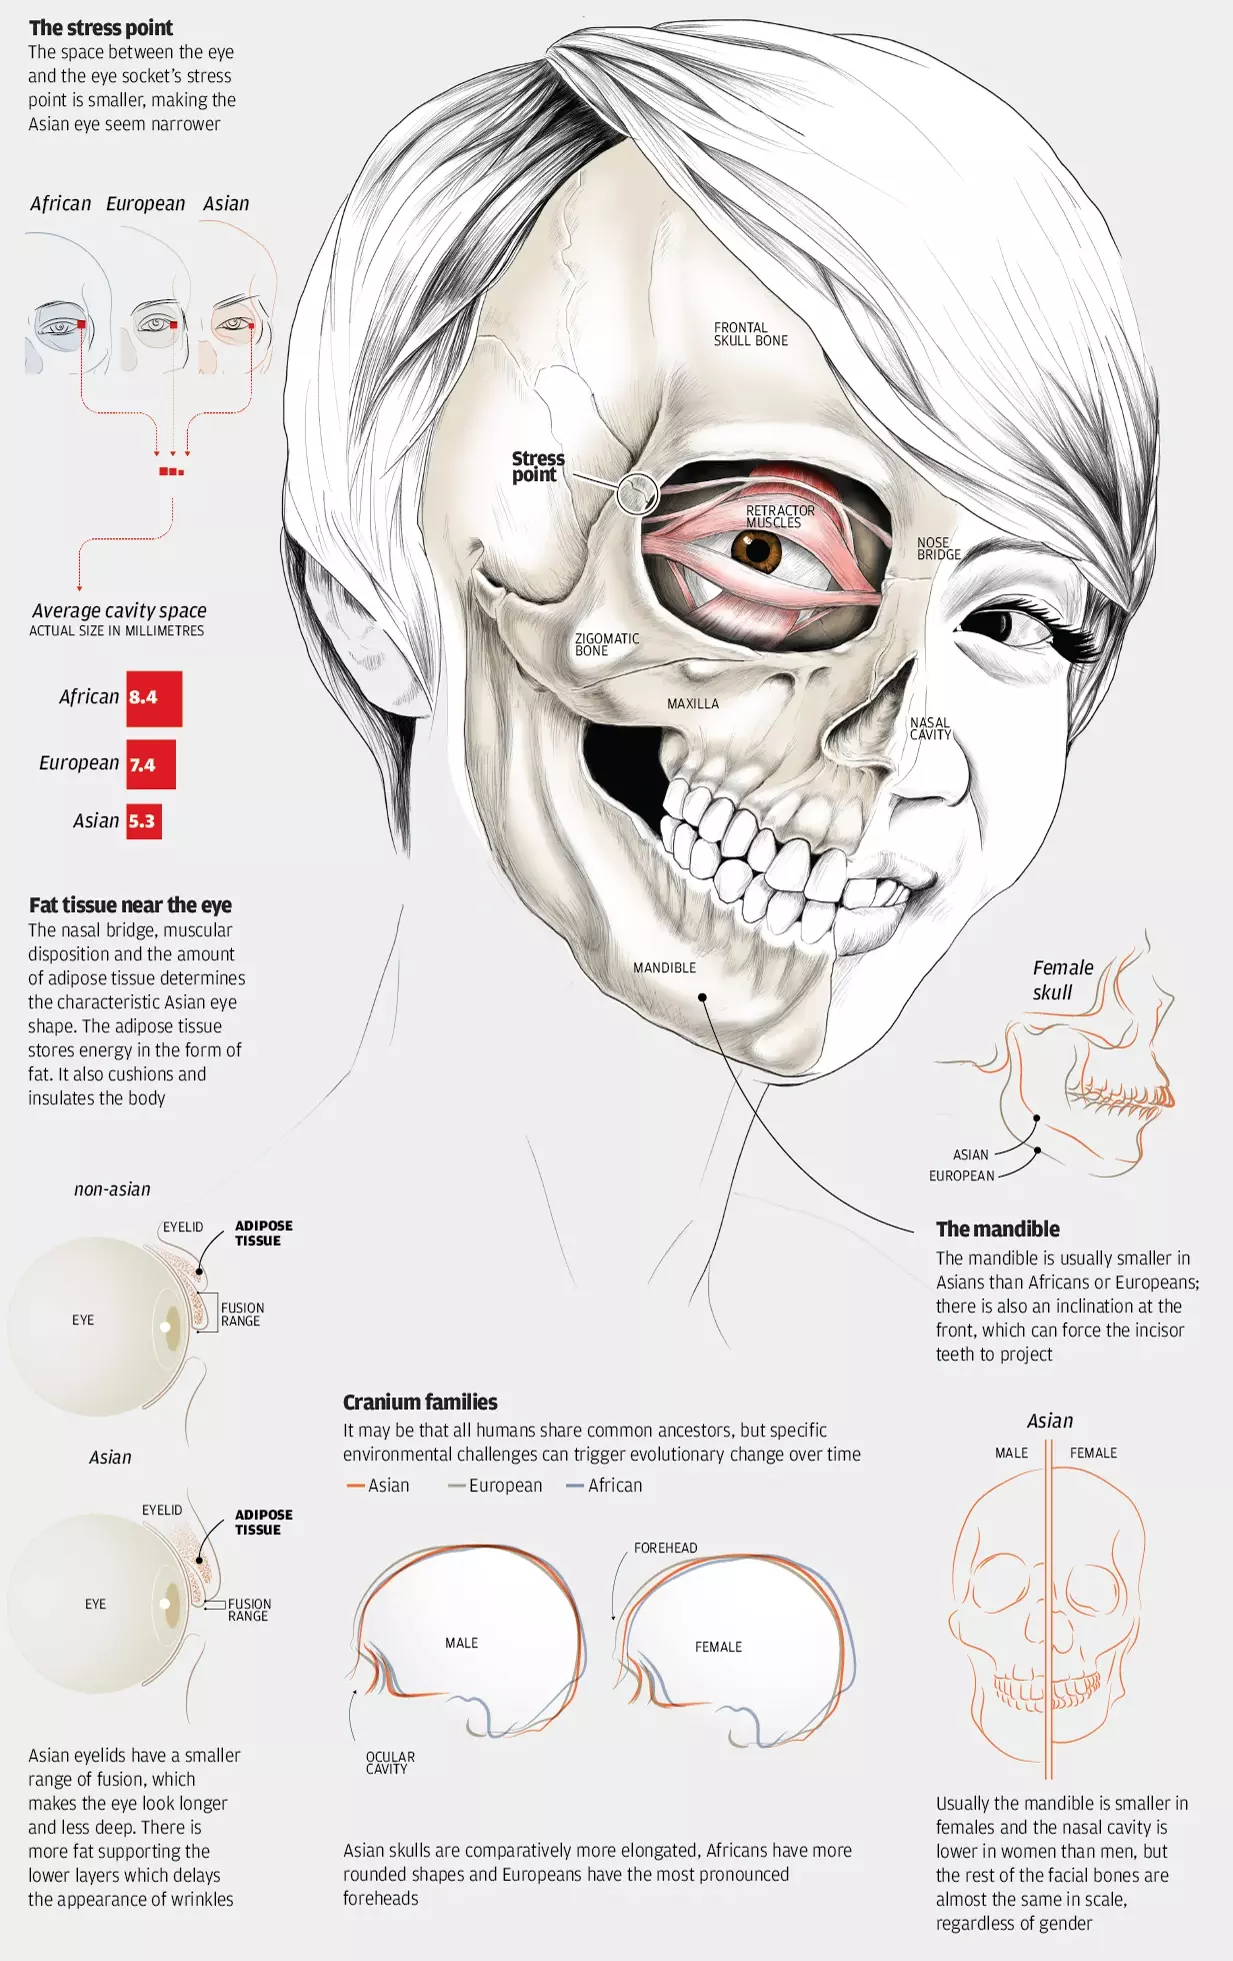 The stress point
The space between the eye
and the eye socket's stress
point is smaller, making the
Asian eye seem narrower
African
European
Asian
Average cavity space
ACTUAL SIZE IN MILLIMETRES
African 8.4
European 7.4
Asian 5.3
Fat tissue near the eye
The nasal bridge, muscular
disposition and the amount
of adipose tissue determines
the characteristic Asian eye
shape. The adipose tissue
stores energy in the form of
fat. It also cushions and
insulates the body
non-asian
EYELID
ADIPOSE
TISSUE
EYE
FUSION
RANGE
Asian
EYELID
ADIPOSE
TISSUE
EYE
FUSION
RANGE
Asian eyelids have a smaller
range of fusion, which
makes the eye look longer
and less deep. There is
more fat supporting the
lower layers which delays
the appearance of wrinkles
FRONTAL
SKULL BONE
Stress
point
RETRACTOR
MUSCLES
NOSE
BRIDGE
ZIGOMATIC
BONE
MAXILLA
NASAL
CAVITY
MANDIBLE
Female
skull
ASIAN
EUROPEAN
The mandible
The mandible is usually smaller in
Asians than Africans or Europeans;
there is also an inclination at the
front, which can force the incisor
teeth to project
Cranium families
It may be that all humans share common ancestors, but specific
environmental challenges can trigger evolutionary change over time
Asian
European
African
FOREHEAD
MALE
FEMALE
OCULAR
CAVITY
Asian skulls are comparatively more elongated, Africans have more
rounded shapes and Europeans have the most pronounced
foreheads
Asian
MALE
FEMALE
Usually the mandible is smaller in
females and the nasal cavity is
lower in women than men, but
the rest of the facial bones are
almost the same in scale,
regardless of gender